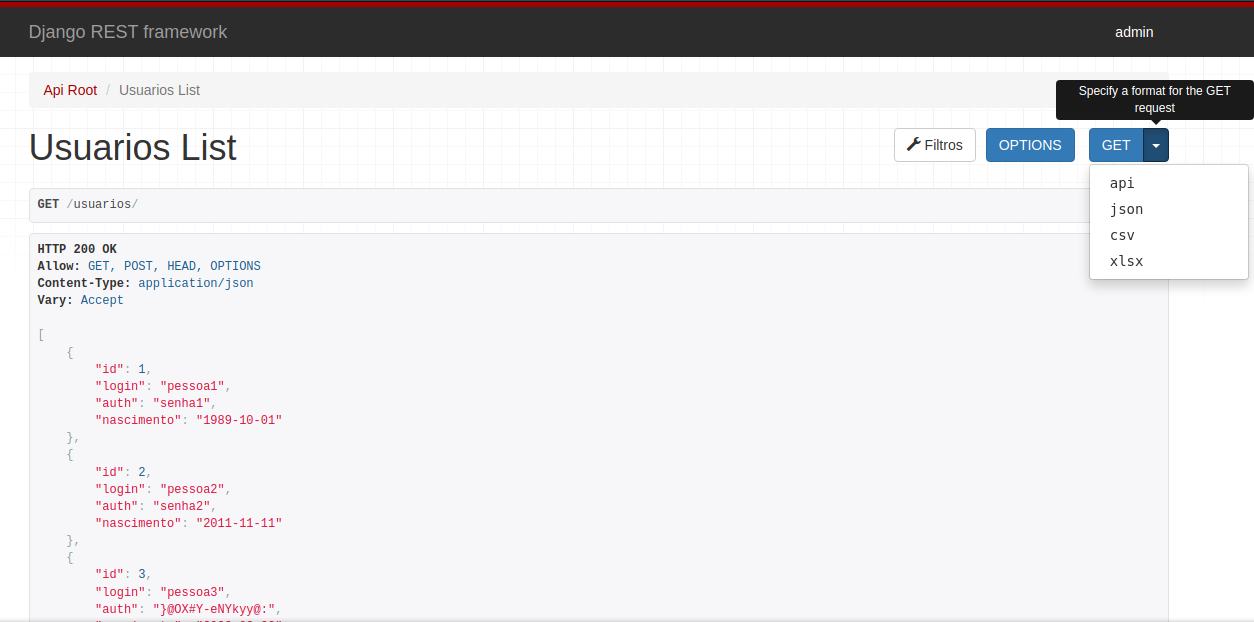 Django REST framework
admin
Api Root / Usuarios List
Specify a format for the GET
request
Usuarios List
Filtros
OPTIONS
GET
api
json
csv
xlsx
GET /usuarios/
HTTP 200 OK
Allow: GET, POST, HEAD, OPTIONS
Content-Type: application/json
Vary: Accept
[
{
"id": 1,
"login": "pessoa1",
"auth": "senha1",
"nascimento": "1989-10-01"
},
{
"id": 2,
"login": "pessoa2",
"auth": "senha2",
"nascimento": "2011-11-11"
},
{
"id": 3,
"login": "pessoa3",
"auth": "}@OX#Y-eNYkyy@:",